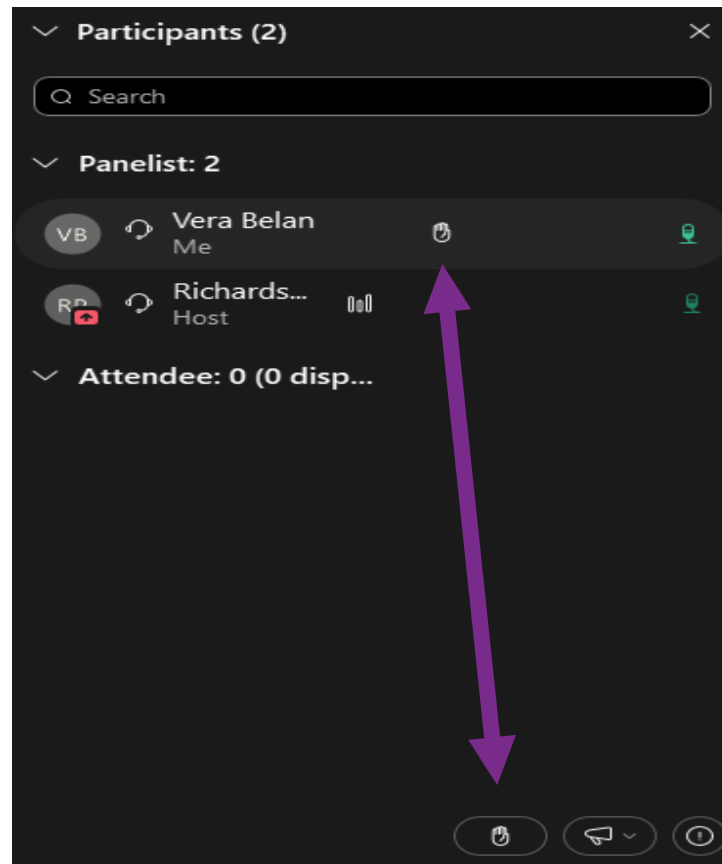 Participants (2)
Search
Panelist: 2
VB
Vera Belan
Me
Richards...
Host
Attendee: 0 (0 disp...